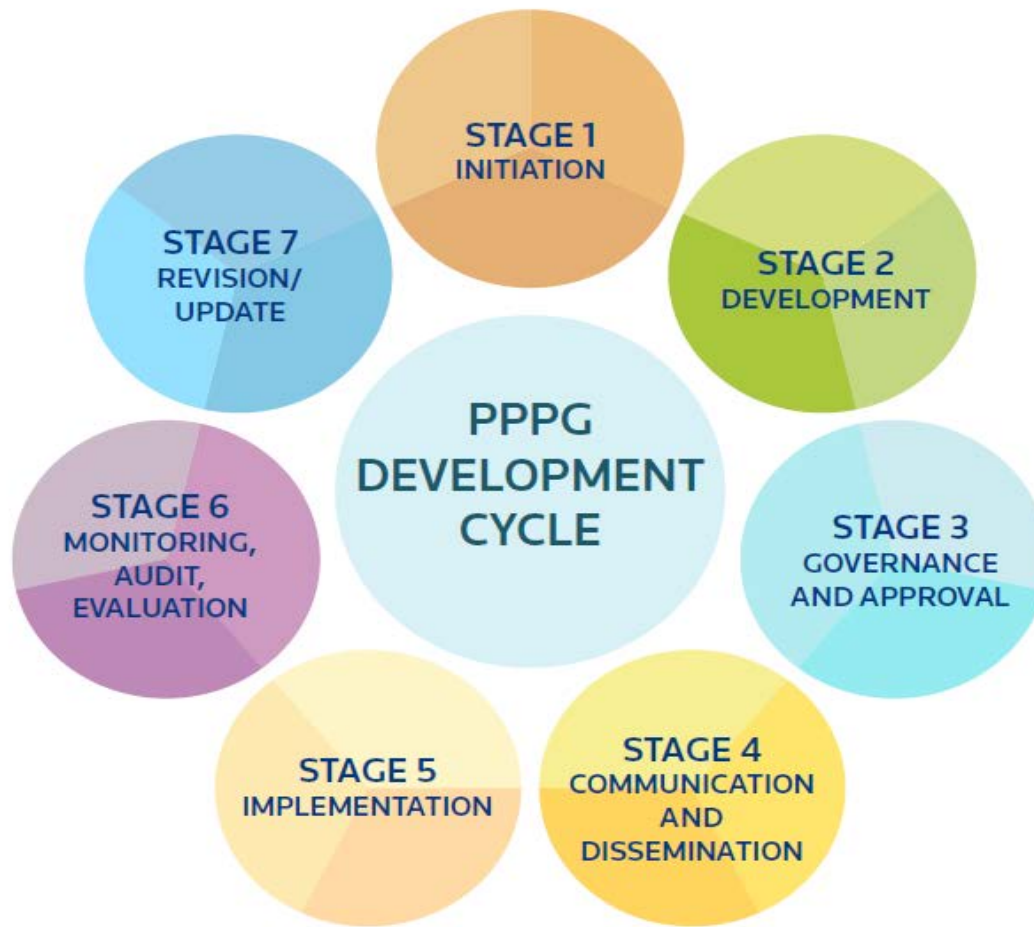 STAGE 1
INITIATION
STAGE 2
DEVELOPMENT
STAGE 3
GOVERNANCE
AND APPROVAL
STAGE 4
COMMUNICATION
AND
DISSEMINATION
STAGE 5
IMPLEMENTATION
STAGE 6
MONITORING,
AUDIT,
EVALUATION
STAGE 7
REVISION/
UPDATE
PPPG
DEVELOPMENT
CYCLE